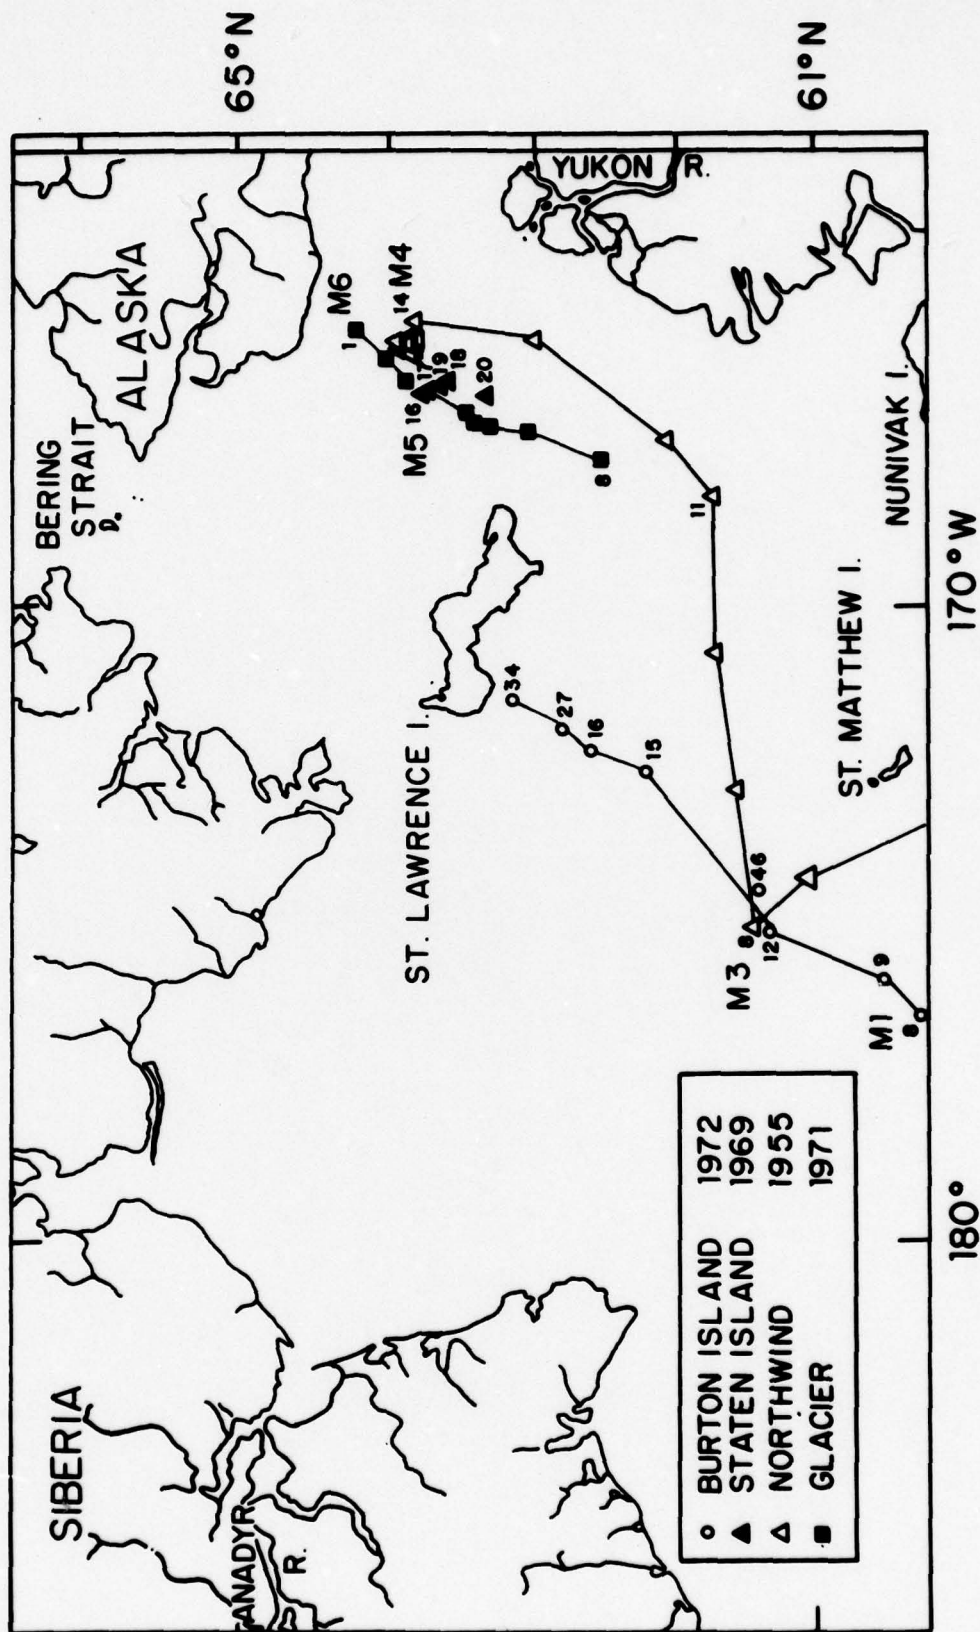 SIBERIA
ANADYR
R.
BERING
STRAIT
D.
ALASKA
65°N
ST. LAWRENCE I.
M6
1
14 M4
M5
16
17
19
18
20
8
34
27
16
15
YUKON R.
11
M3
8
12
46
ST. MATTHEW I.
NUNIVAK I.
61°N
M1
8
9
BURTON ISLAND 1972
STATEN ISLAND 1969
NORTHWIND 1955
GLACIER 1971
180°
170°W